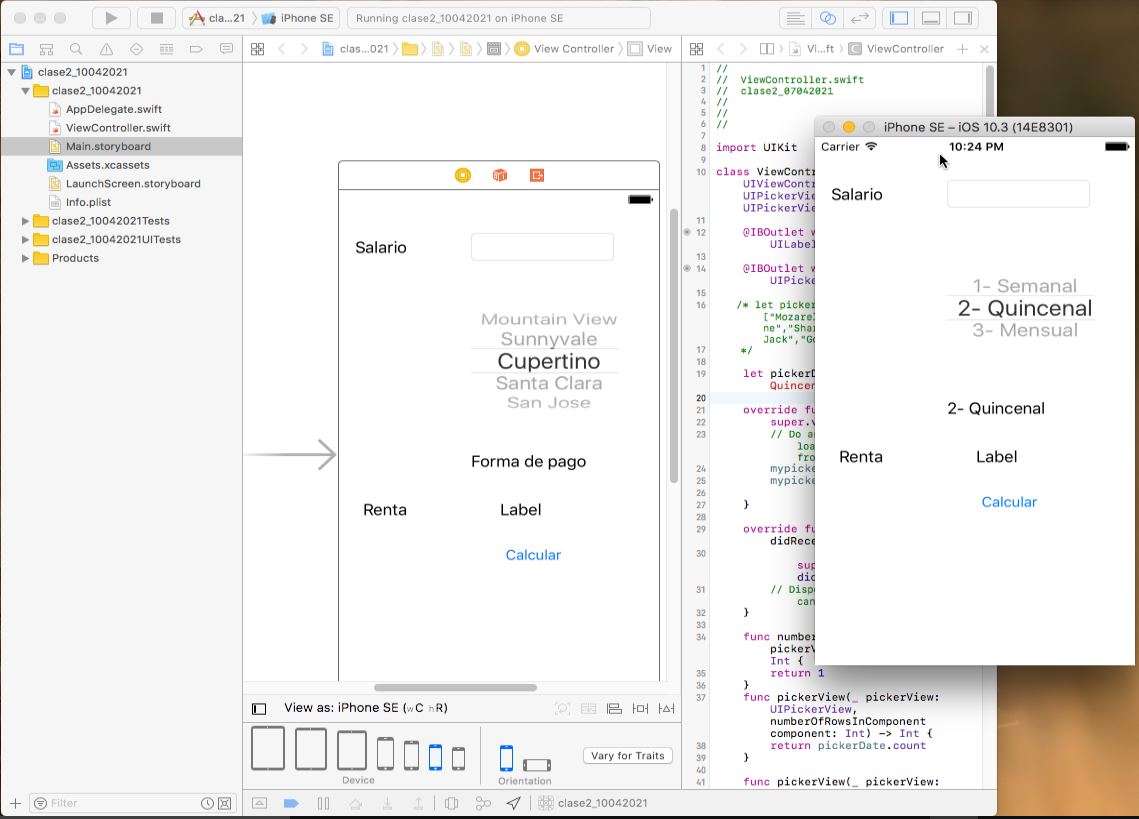 cla...21
iPhone SE
Running clase2_10042021 on iPhone SE
clas...021
View Controller
View
Vi...ft
ViewController
clase2_10042021
clase2_10042021
AppDelegate.swift
ViewController.swift
Main.storyboard
Assets.xcassets
LaunchScreen.storyboard
Info.plist
clase2_10042021Tests
clase2_10042021UITests
Products
Filter
Salario
Mountain View
Sunnyvale
Cupertino
Santa Clara
San Jose
Forma de pago
Renta
Label
Calcular
View as: iPhone SE (wC hR)
Device
Orientation
Vary for Traits
clase2_10042021
1 //
2 // ViewController.swift
3 // clase2_07042021
4 //
5 //
6 //
7
8 import UIKit
9
10 class ViewCont
UIViewCont
UIPickerVie
UIPickerVie
11
12 @IBOutlet w
UILabel
13
14 @IBOutlet w
UIPicke
15
16 /* let picker
["Mozarel
ne","Shar
Jack","Go
17 */
18
19 let pickerD
Quincen
20
21 override fu
22 super.v
23 // Do a
loa
fro
24 mypicke
25 mypicke
26
27 }
28
29 override fu
didRece
30
sup
did
31 // Disp
can
32 }
33
34 func number
pickerV
Int {
35 return 1
36 }
37 func pickerView(_ pickerView:
UIPickerView,
numberOfRowsInComponent
component: Int) -> Int {
38 return pickerDate.count
39 }
40
41 func pickerView(_ pickerView:
iPhone SE – iOS 10.3 (14E8301)
Carrier
10:24 PM
Salario
1- Semanal
2- Quincenal
3- Mensual
2- Quincenal
Renta
Label
Calcular